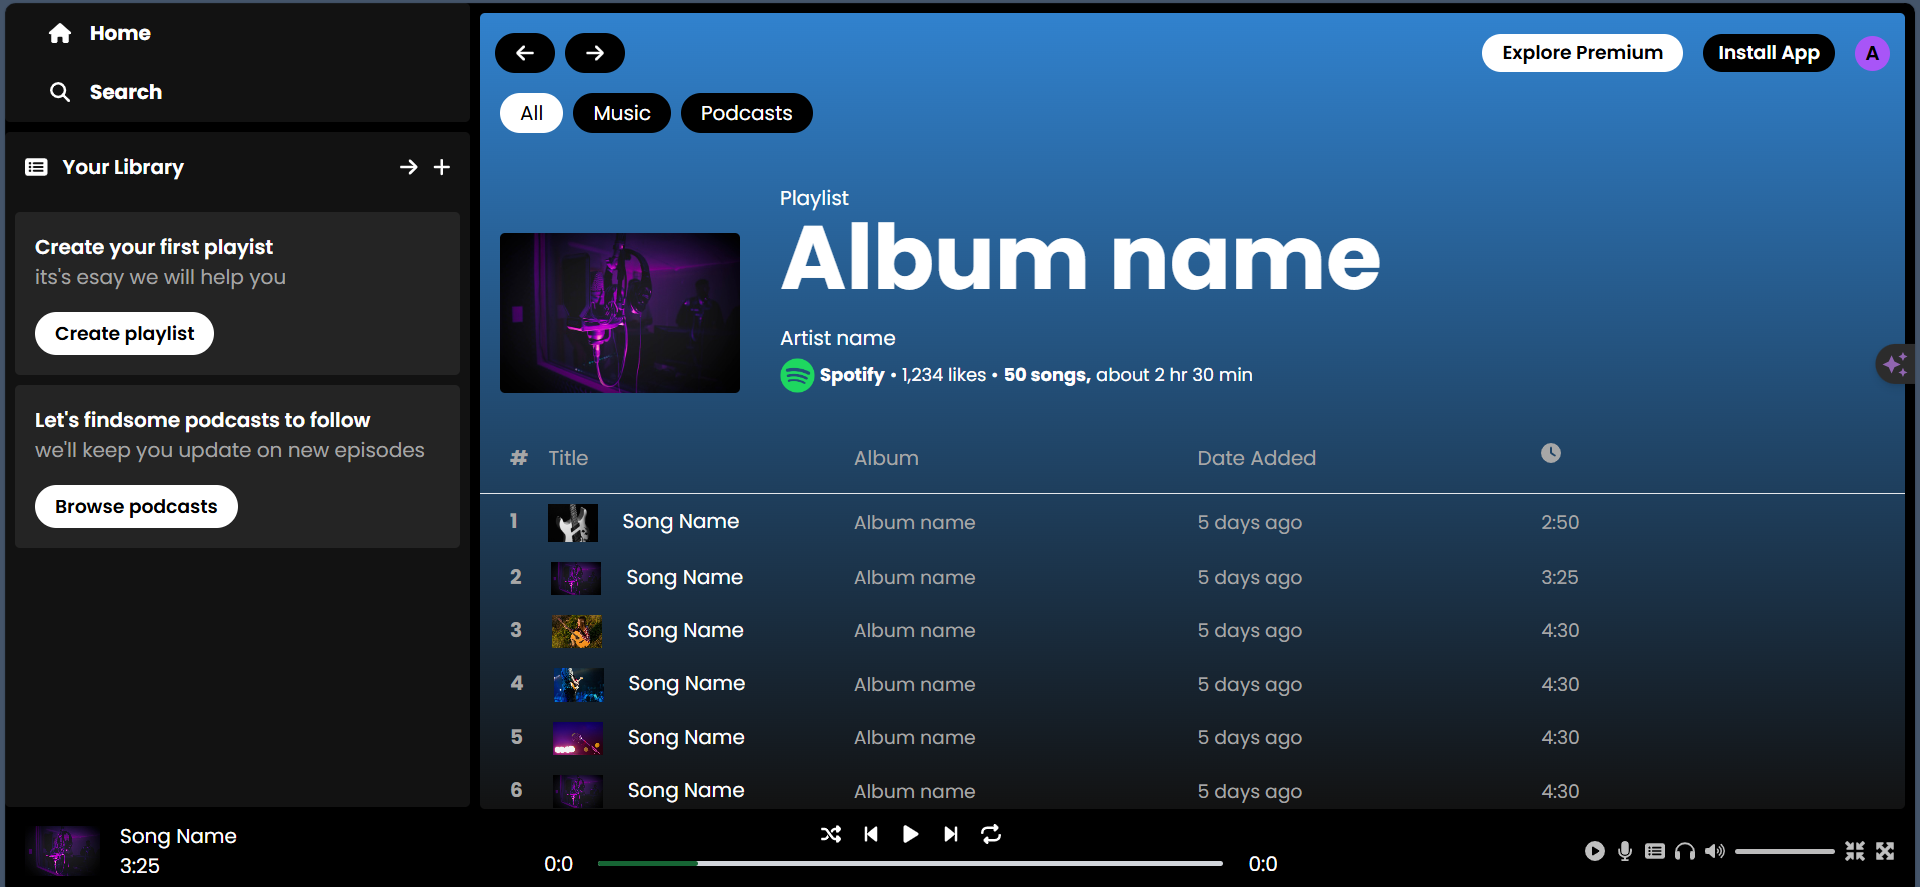 Home
Search
Your Library
Create your first playist
its's esay we will help you
Create playlist
Let's findsome podcasts to follow
we'll keep you update on new episodes
Browse podcasts
Explore Premium
Install App
A
All
Music
Podcasts
Playlist
Album name
Artist name
Spotify • 1,234 likes • 50 songs, about 2 hr 30 min
# Title Album Date Added
1 Song Name Album name 5 days ago 2:50
2 Song Name Album name 5 days ago 3:25
3 Song Name Album name 5 days ago 4:30
4 Song Name Album name 5 days ago 4:30
5 Song Name Album name 5 days ago 4:30
6 Song Name Album name 5 days ago 4:30
Song Name
3:25
0:0
0:0